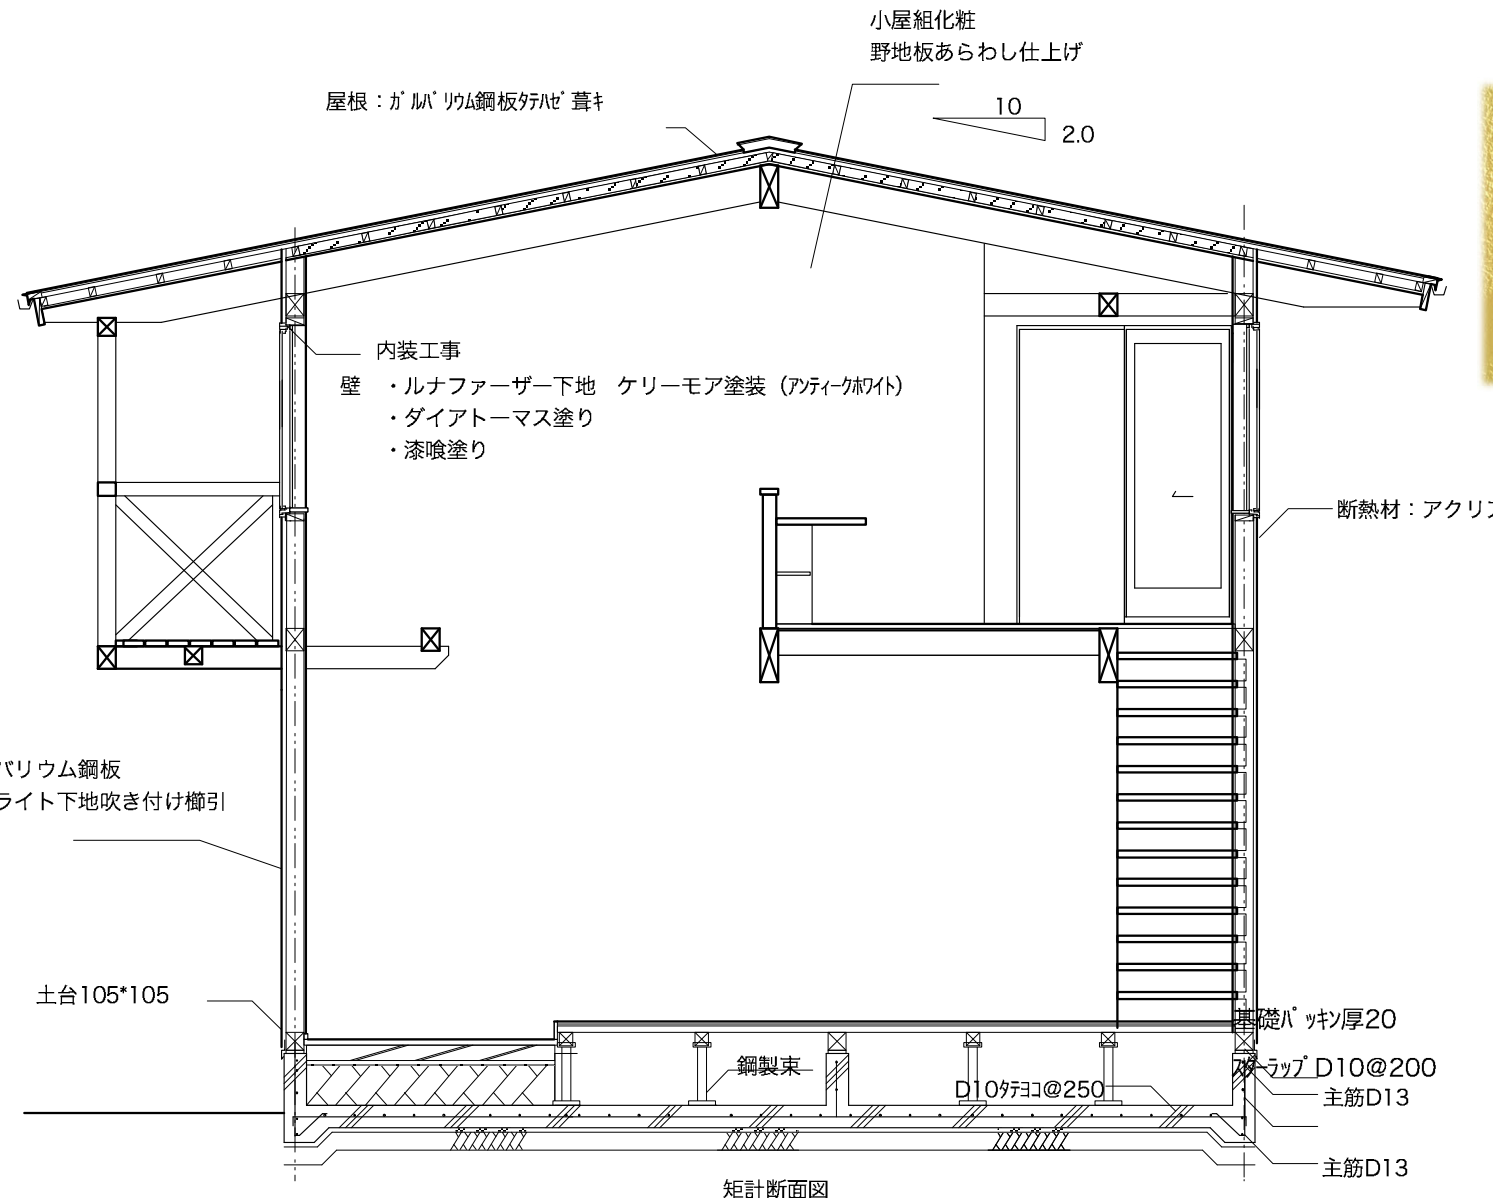 小屋組化粧
野地板あらわし仕上げ
屋根：ｶﾞﾙﾊﾞﾘｳﾑ鋼板ﾀﾃﾊｾﾞ葺ｷ
10
2.0
内装工事
壁　・ルナファーザー下地　ケリーモア塗装（ｱﾝﾃｨｰｸﾎﾜｲﾄ）
・ダイアトーマス塗り
・漆喰塗り
断熱材：アクリフ
バリウム鋼板
ライト下地吹き付け櫛引
土台105*105
基礎ﾊﾟｯｷﾝ厚20
鋼製束
ｽﾀｰﾗｯﾌﾟD10@200
D10ﾀﾃﾖｺ@250
主筋D13
主筋D13
矩計断面図